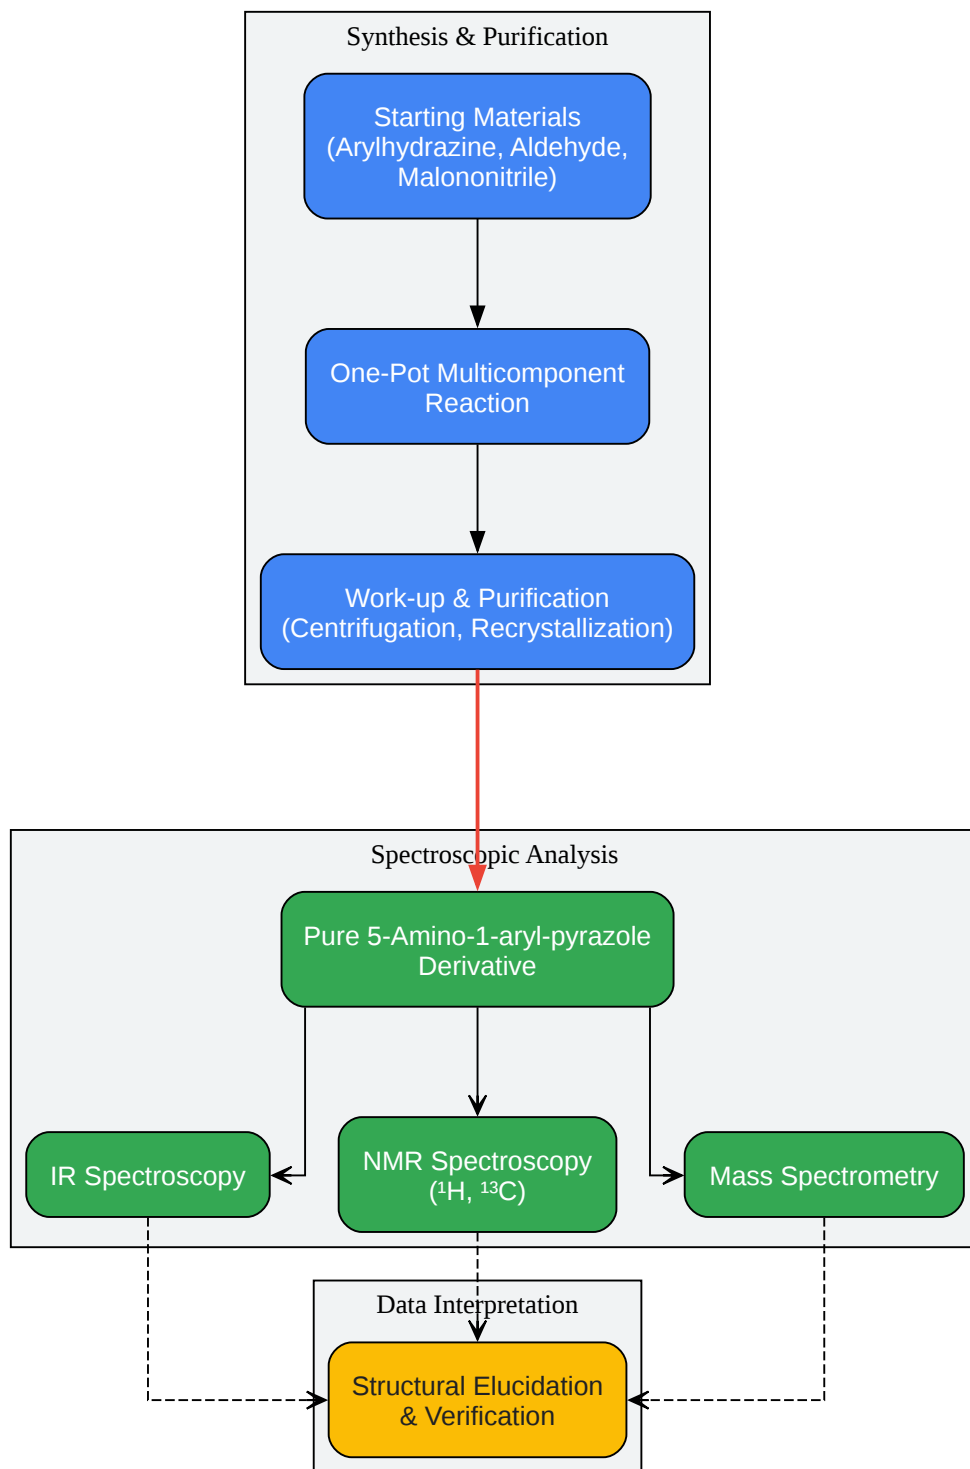 Synthesis & Purification
Starting Materials
(Arylhydrazine, Aldehyde,
Malononitrile)
One-Pot Multicomponent
Reaction
Work-up & Purification
(Centrifugation, Recrystallization)
Spectroscopic Analysis
Pure 5-Amino-1-aryl-pyrazole
Derivative
IR Spectroscopy
NMR Spectroscopy
(¹H, ¹³C)
Mass Spectrometry
Data Interpretation
Structural Elucidation
& Verification